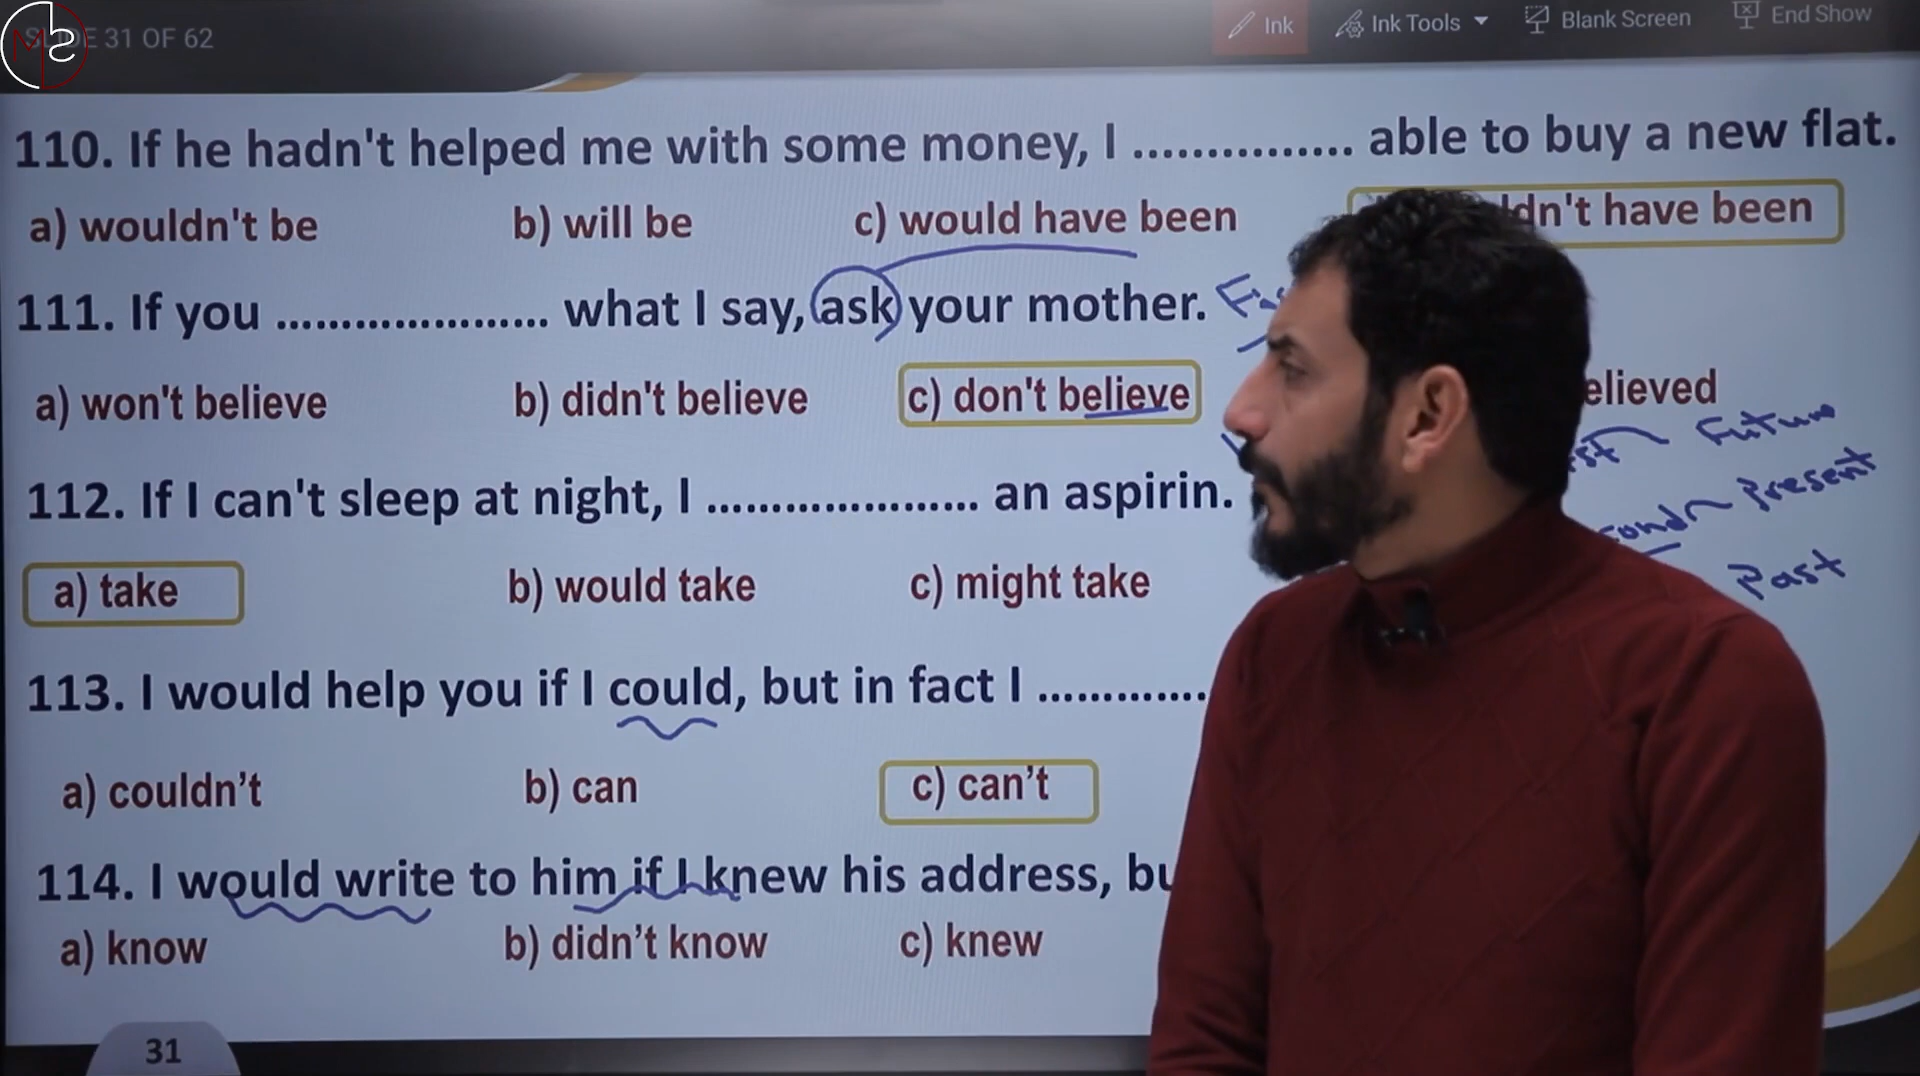 SLIDE 31 OF 62
Ink Ink Tools Blank Screen End Show
110. If he hadn't helped me with some money, I ............... able to buy a new flat.
a) wouldn't be b) will be c) would have been dn't have been
111. If you ..................... what I say, ask your mother.
a) won't believe b) didn't believe c) don't believe elieved
Future
112. If I can't sleep at night, I ..................... an aspirin.
Present
a) take b) would take c) might take
Past
113. I would help you if I could, but in fact I .............
a) couldn’t b) can c) can’t
114. I would write to him if I knew his address, bu
a) know b) didn’t know c) knew
31